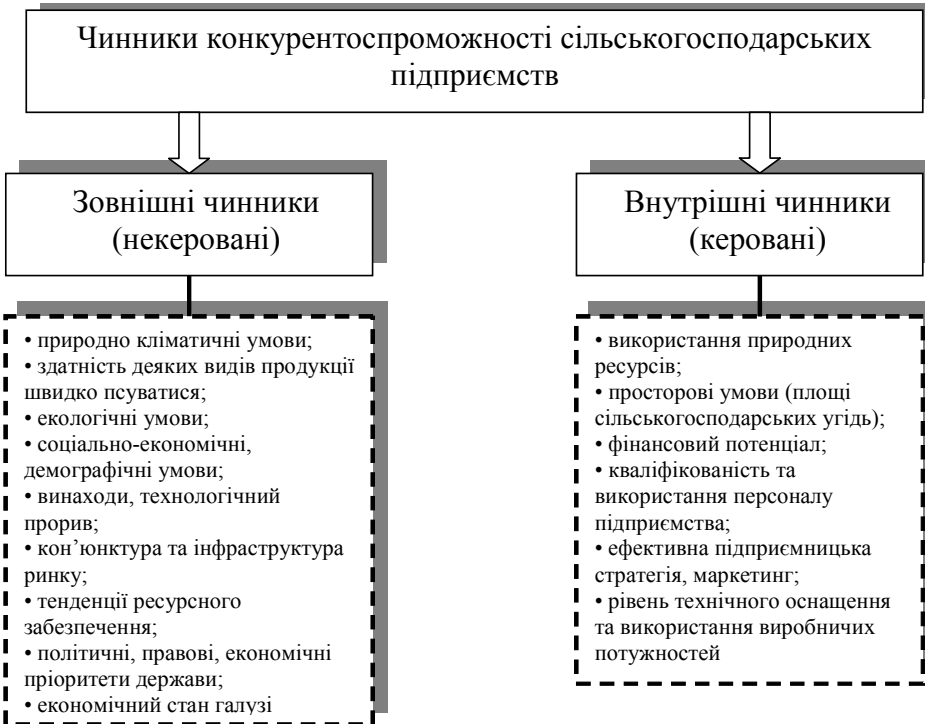 Чинники конкурентоспроможності сільськогосподарських
підприємств
Зовнішні чинники
(некеровані)
• природно кліматичні умови;
• здатність деяких видів продукції
швидко псуватися;
• екологічні умови;
• соціально-економічні,
демографічні умови;
• винаходи, технологічний
прорив;
• кон’юнктура та інфраструктура
ринку;
• тенденції ресурсного
забезпечення;
• політичні, правові, економічні
пріоритети держави;
• економічний стан галузі
Внутрішні чинники
(керовані)
• використання природних
ресурсів;
• просторові умови (площі
сільськогосподарських угідь);
• фінансовий потенціал;
• кваліфікованість та
використання персоналу
підприємства;
• ефективна підприємницька
стратегія, маркетинг;
• рівень технічного оснащення
та використання виробничих
потужностей